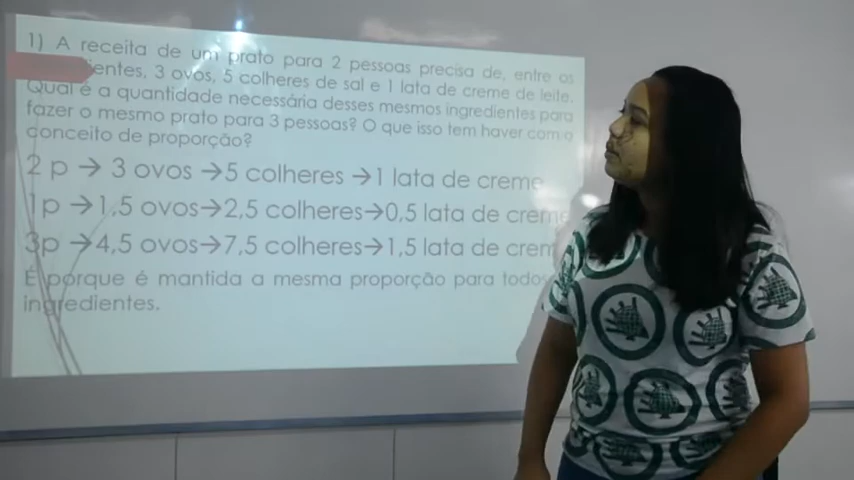 1) A receita de um prato para 2 pessoas precisa de, entre os
ientes, 3 ovos, 5 colheres de sal e 1 lata de creme de leite.
Qual é a quantidade necessária desses mesmos ingredientes para
fazer o mesmo prato para 3 pessoas? O que isso tem haver com o
conceito de proporção?
2 p → 3 ovos →5 colheres →1 lata de creme
1p →1,5 ovos→2,5 colheres→0,5 lata de creme
3p →4,5 ovos→7,5 colheres→1,5 lata de crem
É porque é mantida a mesma proporção para todos
ingredientes.